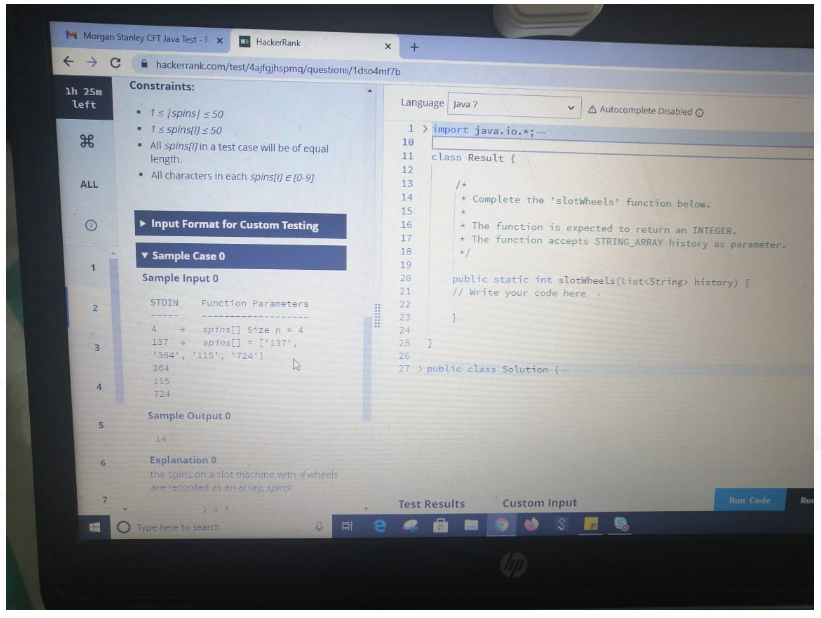 Morgan Stanley CFT Java Test - F ×
HackerRank × +
hackerrank.com/test/4ajfgjhspmq/questions/1dso4mf7b
1h 25m
left
ALL
1
2
3
4
5
6
7
Constraints:
• 1 ≤ |spins| ≤ 50
• 1 ≤ spins[i] ≤ 50
• All spins[i] in a test case will be of equal
length.
• All characters in each spins[i] ∈ [0-9]
▶ Input Format for Custom Testing
▼ Sample Case 0
Sample Input 0
STDIN Function Parameters
----- -------------------
4 → spins[] Size n = 4
137 → spins[] = ['137',
'364', '115', '724']
364
115
724
Sample Output 0
14
Explanation 0
the spins on a slot machine with 4 wheels
are recorded as an array, spins
1 3 7
Language Java 7 Autocomplete Disabled
1 > import java.io.*;...
10
11 class Result {
12
13 /*
14 * Complete the 'slotWheels' function below.
15 *
16 * The function is expected to return an INTEGER.
17 * The function accepts STRING_ARRAY history as parameter.
18 */
19
20 public static int slotWheels(List<String> history) {
21 // Write your code here
22
23 }
24
25 }
26
27 > public class Solution {...
Test Results Custom Input Run Code Run
Type here to search
hp